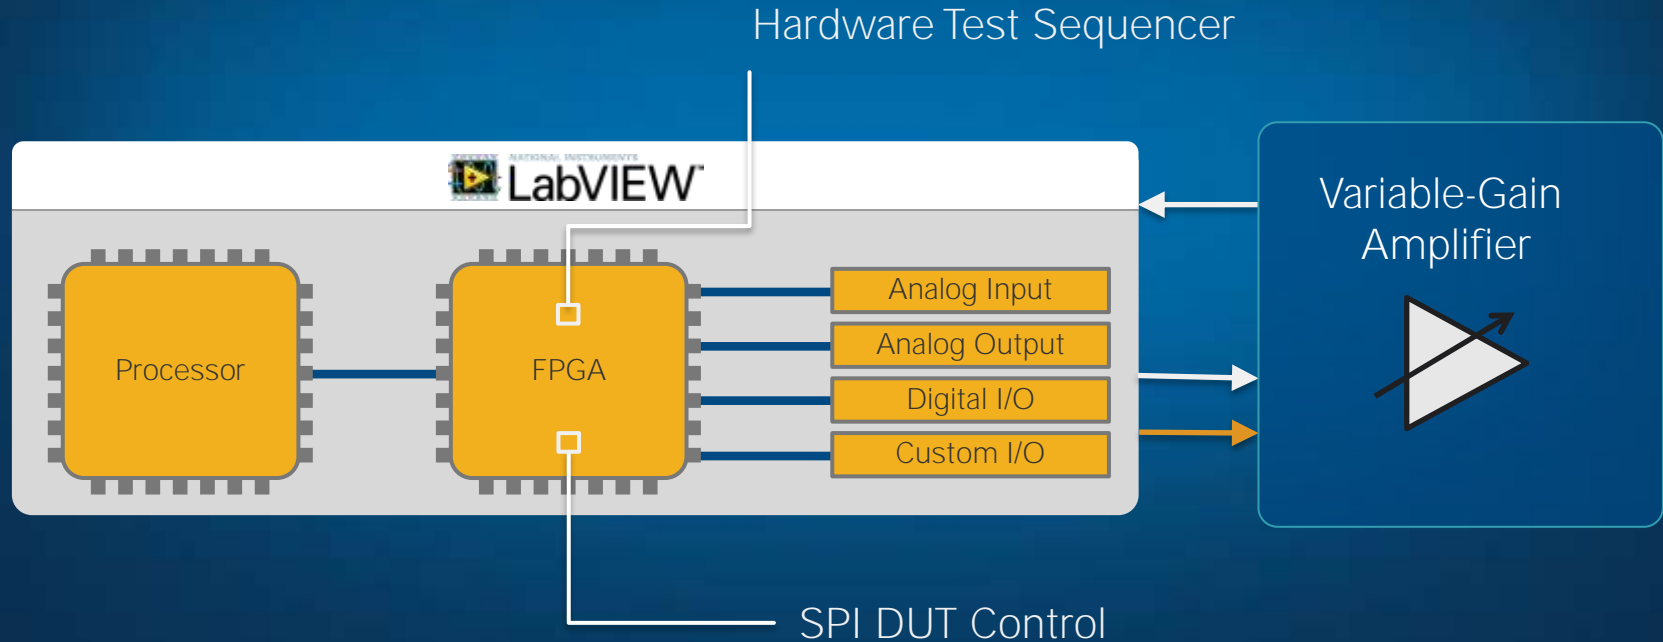 Hardware Test Sequencer
NATIONAL INSTRUMENTS
LabVIEW™
Variable-Gain
Amplifier
Processor
FPGA
Analog Input
Analog Output
Digital I/O
Custom I/O
SPI DUT Control